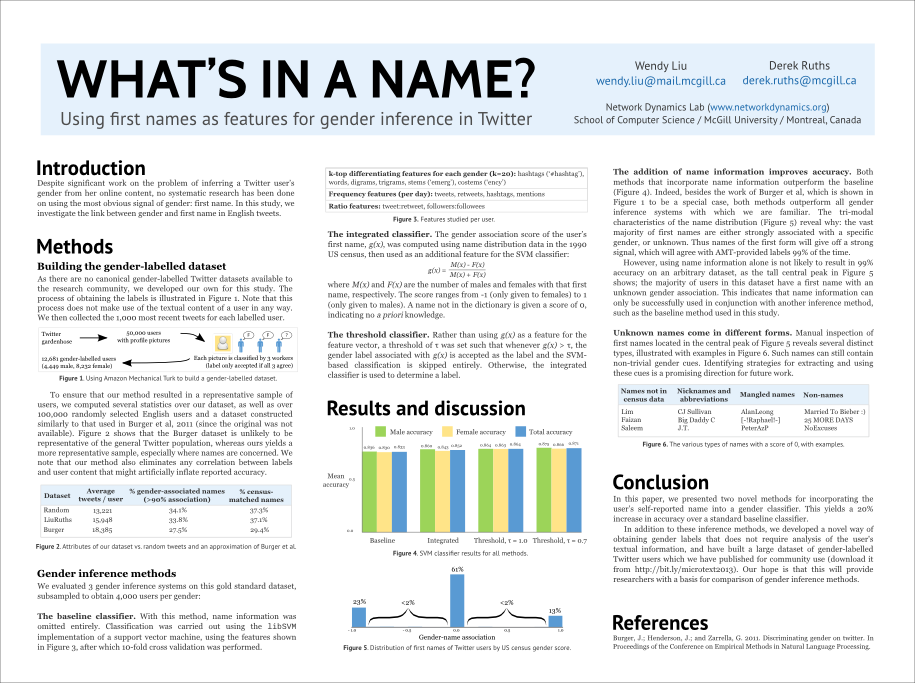 WHAT'S IN A NAME?
Using first names as features for gender inference in Twitter
Wendy Liu
wendy.liu@mail.mcgill.ca
Derek Ruths
derek.ruths@mcgill.ca
Network Dynamics Lab (www.networkdynamics.org)
School of Computer Science / McGill University / Montreal, Canada
Introduction
Despite significant work on the problem of inferring a Twitter user's
gender from her online content, no systematic research has been done
on using the most obvious signal of gender: first name. In this study, we
investigate the link between gender and first name in English tweets.
Methods
Building the gender-labelled dataset
As there are no canonical gender-labelled Twitter datasets available to
the research community, we developed our own for this study. The
process of obtaining the labels is illustrated in Figure 1. Note that this
process does not make use of the textual content of a user in any way.
We then collected the 1,000 most recent tweets for each labelled user.
Twitter
gardenhose
50,000 users
with profile pictures
12,681 gender-labelled users
(4,449 male, 8,232 female)
Each picture is classified by 3 workers
(label only accepted if all 3 agree)
Figure 1. Using Amazon Mechanical Turk to build a gender-labelled dataset.
To ensure that our method resulted in a representative sample of
users, we computed several statistics over our dataset, as well as over
100,000 randomly selected English users and a dataset constructed
similarly to that used in Burger et al, 2011 (since the original was not
available). Figure 2 shows that the Burger dataset is unlikely to be
representative of the general Twitter population, whereas ours yields a
more representative sample, especially where names are concerned. We
note that our method also eliminates any correlation between labels
and user content that might artificially inflate reported accuracy.
Dataset Average tweets / user % gender-associated names (>90% association) % census-matched names
Random 13,221 34.1% 37.3%
LiuRuths 15,948 33.8% 37.1%
Burger 18,385 27.5% 29.4%
Figure 2. Attributes of our dataset vs. random tweets and an approximation of Burger et al.
Gender inference methods
We evaluated 3 gender inference systems on this gold standard dataset,
subsampled to obtain 4,000 users per gender:
The baseline classifier. With this method, name information was
omitted entirely. Classification was carried out using the libSVM
implementation of a support vector machine, using the features shown
in Figure 3, after which 10-fold cross validation was performed.
k-top differentiating features for each gender (k=20): hashtags ('#hashtag'),
words, digrams, trigrams, stems ('emerg'), costems ('ency')
Frequency features (per day): tweets, retweets, hashtags, mentions
Ratio features: tweet:retweet, followers:followees
Figure 3. Features studied per user.
The integrated classifier. The gender association score of the user's
first name, g(x), was computed using name distribution data in the 1990
US census, then used as an additional feature for the SVM classifier:
g(x) = M(x) - F(x) / M(x) + F(x)
where M(x) and F(x) are the number of males and females with that first
name, respectively. The score ranges from -1 (only given to females) to 1
(only given to males). A name not in the dictionary is given a score of 0,
indicating no a priori knowledge.
The threshold classifier. Rather than using g(x) as a feature for the
feature vector, a threshold of τ was set such that whenever g(x) > τ, the
gender label associated with g(x) is accepted as the label and the SVM-
based classification is skipped entirely. Otherwise, the integrated
classifier is used to determine a label.
Results and discussion
Male accuracy Female accuracy Total accuracy
Mean
accuracy
1.0
0.5
0.0
Baseline Integrated Threshold, τ = 1.0 Threshold, τ = 0.7
Figure 4. SVM classifier results for all methods.
61%
23% <2% <2% 13%
-1.0 -0.5 0.0 0.5 1.0
Gender-name association
Figure 5. Distribution of first names of Twitter users by US census gender score.
The addition of name information improves accuracy. Both
methods that incorporate name information outperform the baseline
(Figure 4). Indeed, besides the work of Burger et al, which is shown in
Figure 1 to be a special case, both methods outperform all gender
inference systems with which we are familiar. The tri-modal
characteristics of the name distribution (Figure 5) reveal why: the vast
majority of first names are either strongly associated with a specific
gender, or unknown. Thus names of the first form will give off a strong
signal, which will agree with AMT-provided labels 99% of the time.
However, using name information alone is not likely to result in 99%
accuracy on an arbitrary dataset, as the tall central peak in Figure 5
shows; the majority of users in this dataset have a first name with an
unknown gender association. This indicates that name information can
only be successfully used in conjunction with another inference method,
such as the baseline method used in this study.
Unknown names come in different forms. Manual inspection of
first names located in the central peak of Figure 5 reveals several distinct
types, illustrated with examples in Figure 6. Such names can still contain
non-trivial gender cues. Identifying strategies for extracting and using
these cues is a promising direction for future work.
Names not in census data Nicknames and abbreviations Mangled names Non-names
Lim CJ Sullivan AlanLeong Married To Bieber :)
Faizan Big Daddy C [-!Raphael!-] 25 MORE DAYS
Saleem J.T. PeterAzP NoExcuses
Figure 6. The various types of names with a score of 0, with examples.
Conclusion
In this paper, we presented two novel methods for incorporating the
user's self-reported name into a gender classifier. This yields a 20%
increase in accuracy over a standard baseline classifier.
In addition to these inference methods, we developed a novel way of
obtaining gender labels that does not require analysis of the user's
textual information, and have built a large dataset of gender-labelled
Twitter users which we have published for community use (download it
from http://bit.ly/microtext2013). Our hope is that this will provide
researchers with a basis for comparison of gender inference methods.
References
Burger, J.; Henderson, J.; and Zarrella, G. 2011. Discriminating gender on twitter. In
Proceedings of the Conference on Empirical Methods in Natural Language Processing.